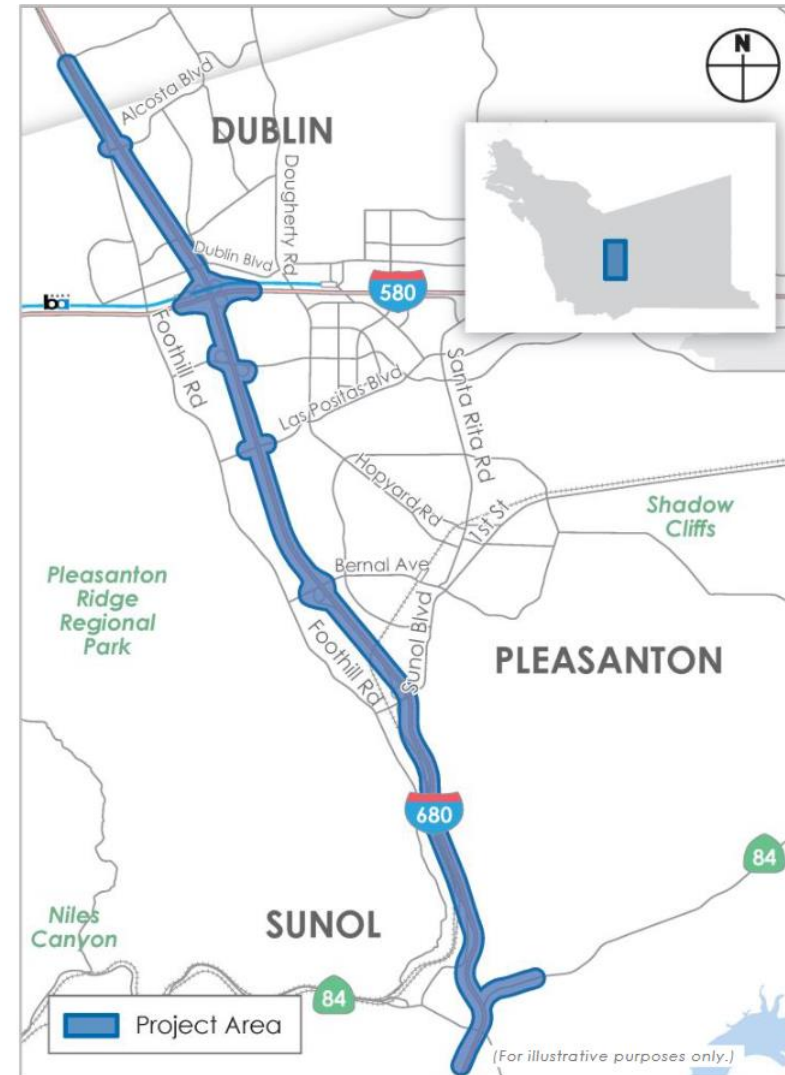 N
Alcosta Blvd
DUBLIN
Dougherty Rd
Dublin Blvd
580
ba
Foothill Rd
Santa Rita Rd
Las Positas Blvd
Hopyard Rd
1st St
Shadow
Cliffs
Bernal Ave
Pleasanton
Ridge
Regional
Park
Foothill Rd
Sunol Blvd
PLEASANTON
680
84
Niles
Canyon
SUNOL
84
Project Area
(For illustrative purposes only.)